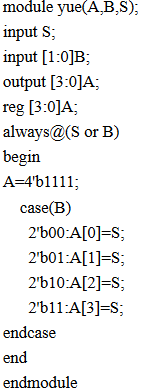 module yue(A,B,S);
input S;
input [1:0]B;
output [3:0]A;
reg [3:0]A;
always@(S or B)
begin
A=4'b1111;
case(B)
2'b00:A[0]=S;
2'b01:A[1]=S;
2'b10:A[2]=S;
2'b11:A[3]=S;
endcase
end
endmodule